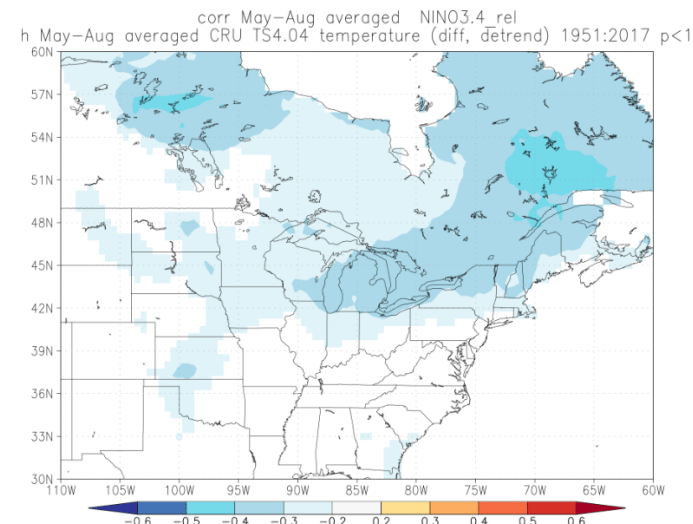 corr May-Aug averaged NINO3.4_rel
h May-Aug averaged CRU TS4.04 temperature (diff, detrend) 1951:2017 p<1
60N
57N
54N
51N
48N
45N
42N
39N
36N
33N
30N
110W 105W 100W 95W 90W 85W 80W 75W 70W 65W 60W
-0.6 -0.5 -0.4 -0.3 -0.2 0.2 0.3 0.4 0.5 0.6